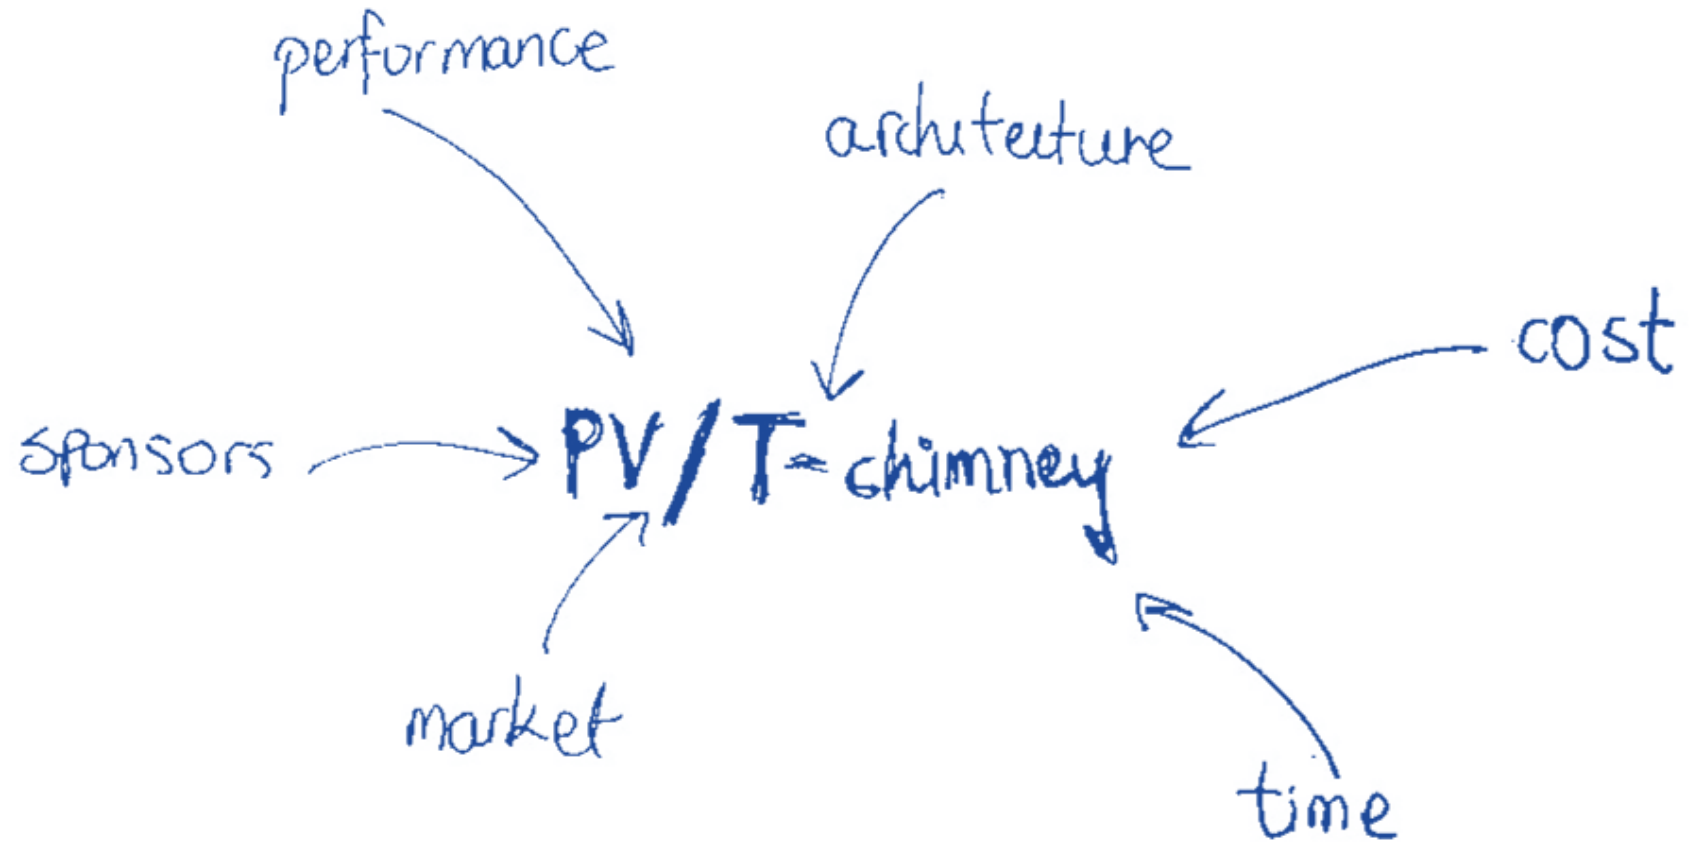 performance
architecture
cost
sponsors
PV/T-chimney
market
time